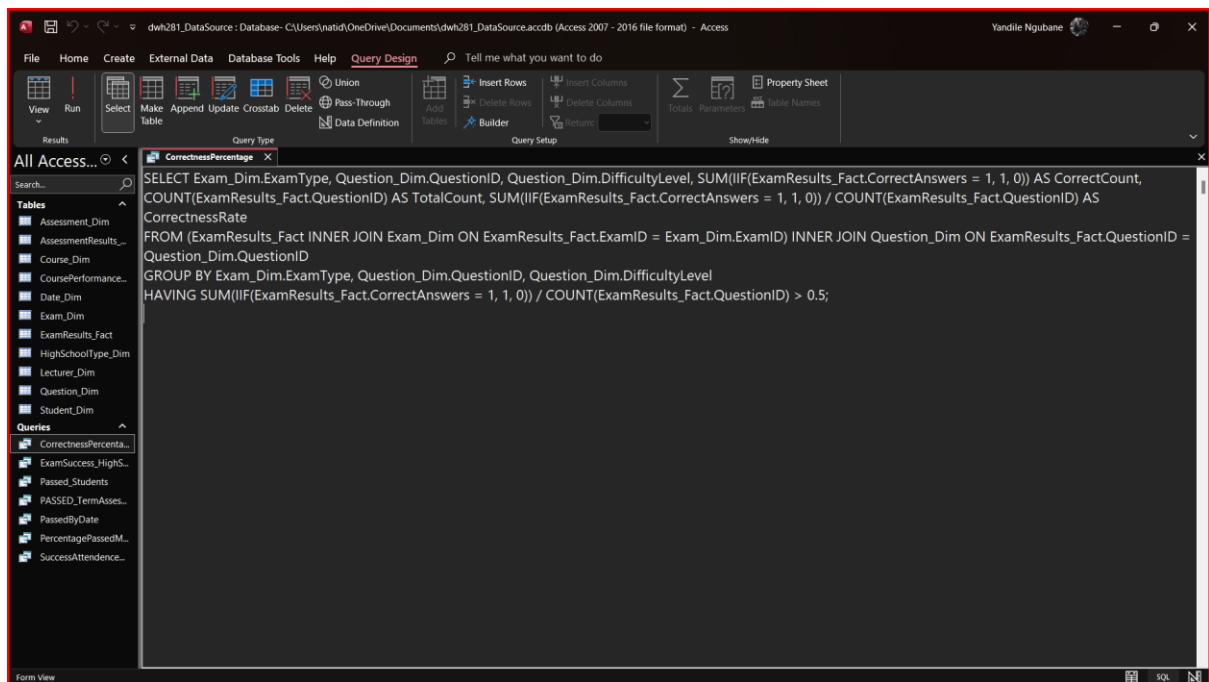 dwh281_DataSource : Database- C:\Users\natid\OneDrive\Documents\dwh281_DataSource.accdb (Access 2007 - 2016 file format) - Access
Yandile Ngubane
File Home Create External Data Database Tools Help Query Design Tell me what you want to do
View
Run
Select
Make Table
Append
Update
Crosstab
Delete
Union
Pass-Through
Data Definition
Add Tables
Insert Rows
Delete Rows
Builder
Insert Columns
Delete Columns
Return:
Totals
Parameters
Property Sheet
Table Names
Results
Query Type
Query Setup
Show/Hide
All Access...
CorrectnessPercentage
Search...
Tables
Assessment_Dim
AssessmentResults_...
Course_Dim
CoursePerformance...
Date_Dim
Exam_Dim
ExamResults_Fact
HighSchoolType_Dim
Lecturer_Dim
Question_Dim
Student_Dim
Queries
CorrectnessPercenta...
ExamSuccess_HighS...
Passed_Students
PASSED_TermAsses...
PassedByDate
PercentagePassedM...
SuccessAttendence...
SELECT Exam_Dim.ExamType, Question_Dim.QuestionID, Question_Dim.DifficultyLevel, SUM(IIF(ExamResults_Fact.CorrectAnswers = 1, 1, 0)) AS CorrectCount,
COUNT(ExamResults_Fact.QuestionID) AS TotalCount, SUM(IIF(ExamResults_Fact.CorrectAnswers = 1, 1, 0)) / COUNT(ExamResults_Fact.QuestionID) AS
CorrectnessRate
FROM (ExamResults_Fact INNER JOIN Exam_Dim ON ExamResults_Fact.ExamID = Exam_Dim.ExamID) INNER JOIN Question_Dim ON ExamResults_Fact.QuestionID =
Question_Dim.QuestionID
GROUP BY Exam_Dim.ExamType, Question_Dim.QuestionID, Question_Dim.DifficultyLevel
HAVING SUM(IIF(ExamResults_Fact.CorrectAnswers = 1, 1, 0)) / COUNT(ExamResults_Fact.QuestionID) > 0.5;
Form View
SQL